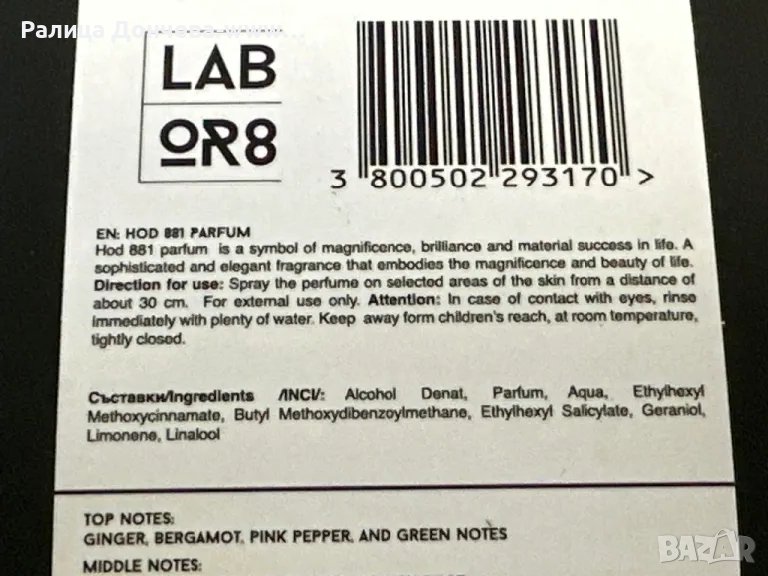 Ралица Дончева-www...
LAB
OR8
3 800502 293170 >
EN: HOD 881 PARFUM
Hod 881 parfum is a symbol of magnificence, brilliance and material success in life. A
sophisticated and elegant fragrance that embodies the magnificence and beauty of life.
Direction for use: Spray the perfume on selected areas of the skin from a distance of
about 30 cm. For external use only. Attention: In case of contact with eyes, rinse
immediately with plenty of water. Keep away form children's reach, at room temperature,
tightly closed.
Съставки/Ingredients /INCI/: Alcohol Denat, Parfum, Aqua, Ethylhexyl
Methoxycinnamate, Butyl Methoxydibenzoylmethane, Ethylhexyl Salicylate, Geraniol,
Limonene, Linalool
TOP NOTES:
GINGER, BERGAMOT, PINK PEPPER, AND GREEN NOTES
MIDDLE NOTES:
BAZAR